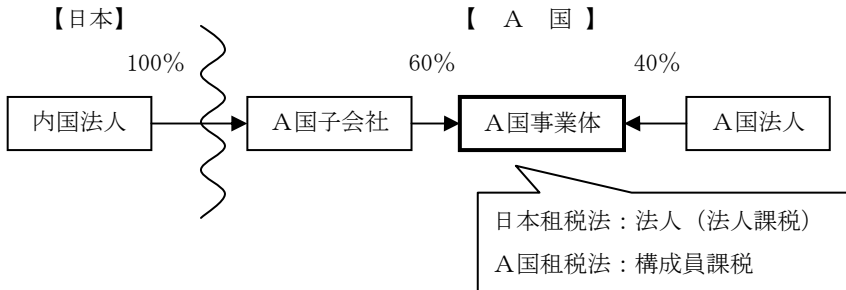 【日本】
【 A 国 】
100%
60%
40%
内国法人
A国子会社
A国事業体
A国法人
日本租税法：法人（法人課税）
A国租税法：構成員課税